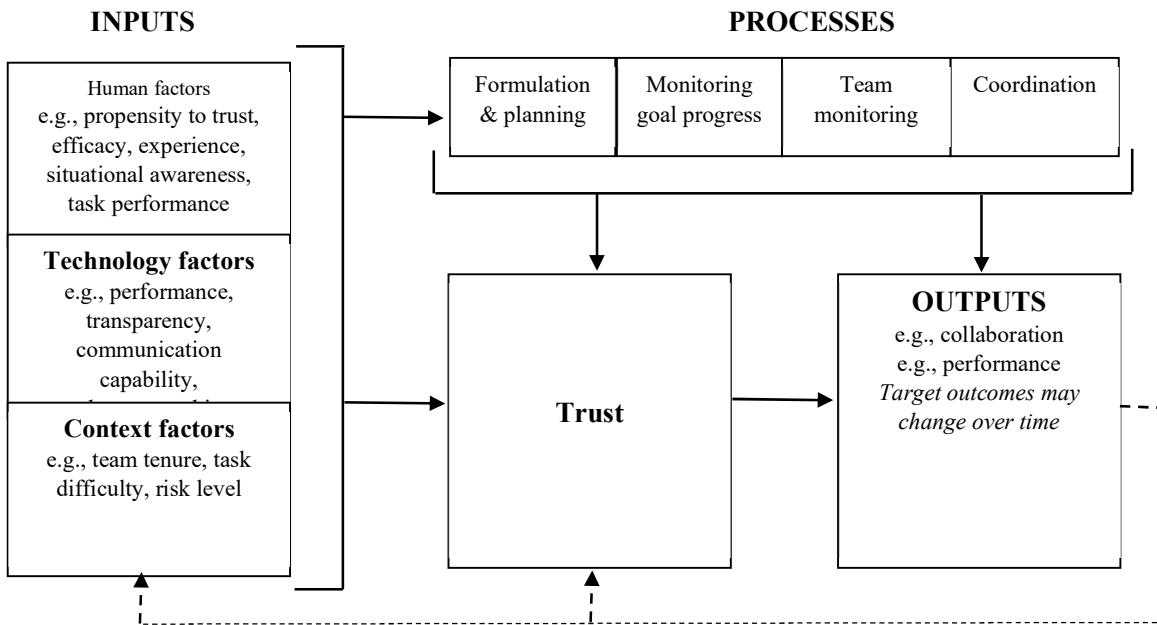 INPUTS
Human factors
e.g., propensity to trust,
efficacy, experience,
situational awareness,
task performance
Technology factors
e.g., performance,
transparency,
communication
capability,
Context factors
e.g., team tenure, task
difficulty, risk level
PROCESSES
Formulation
& planning
Monitoring
goal progress
Team
monitoring
Coordination
Trust
OUTPUTS
e.g., collaboration
e.g., performance
Target outcomes may
change over time